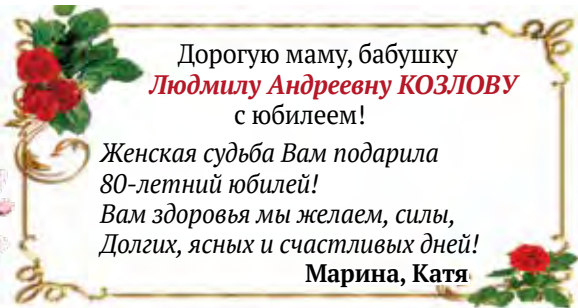 Дорогую маму, бабушку
Людмилу Андреевну КОЗЛОВУ
с юбилеем!
Женская судьба Вам подарила
80-летний юбилей!
Вам здоровья мы желаем, силы,
Долгих, ясных и счастливых дней!
Марина, Катя